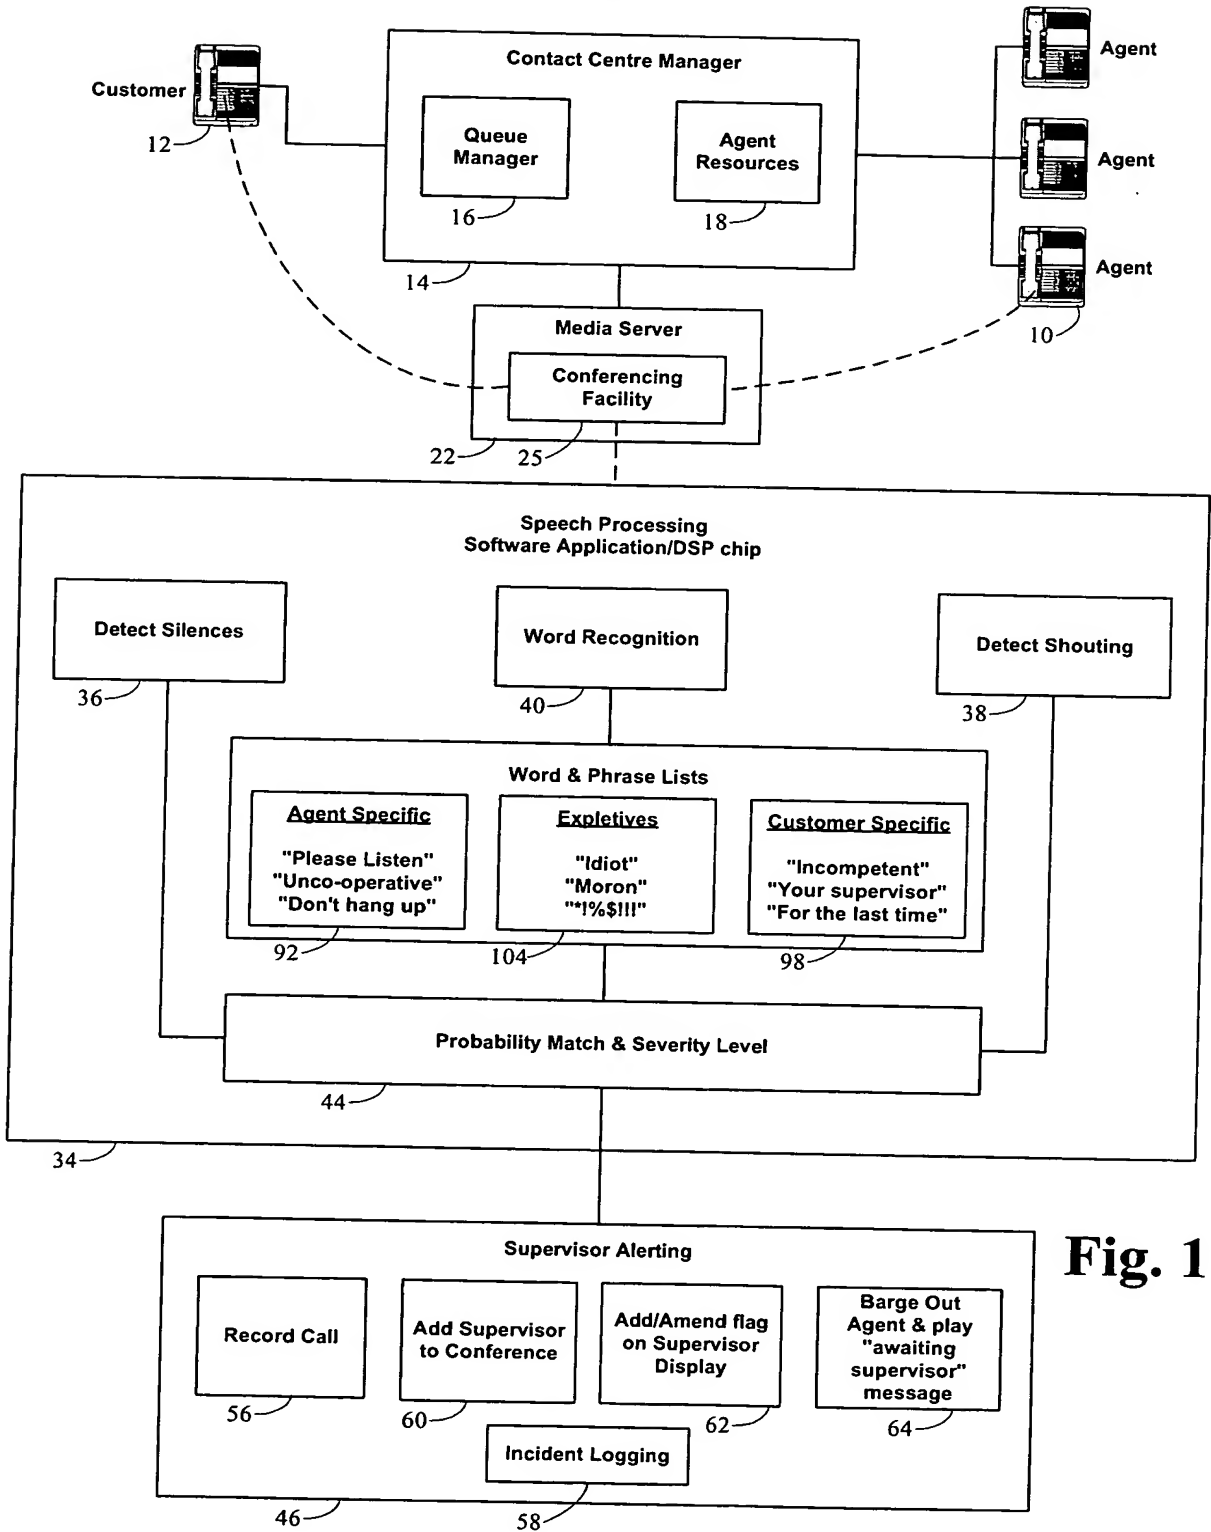 Contact Centre Manager
Agent
Customer
12
Queue
Manager
16
Agent
Resources
18
Agent
14
Agent
10
Media Server
Conferencing
Facility
22
25
Speech Processing
Software Application/DSP chip
Detect Silences
36
Word Recognition
40
Detect Shouting
38
Word & Phrase Lists
Agent Specific
"Please Listen"
"Unco-operative"
"Don't hang up"
92
Expletives
"Idiot"
"Moron"
"*!%$!!!"
104
Customer Specific
"Incompetent"
"Your supervisor"
"For the last time"
98
Probability Match & Severity Level
44
34
Supervisor Alerting
Fig. 1
Record Call
56
Add Supervisor
to Conference
60
Add/Amend flag
on Supervisor
Display
62
Barge Out
Agent & play
"awaiting
supervisor"
message
64
Incident Logging
58
46